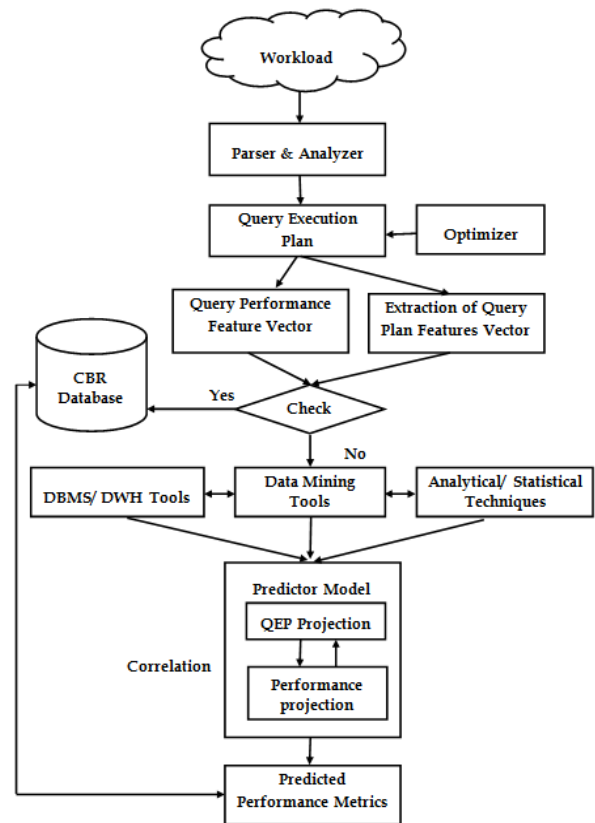 Workload
Parser & Analyzer
Query Execution
Plan
Optimizer
Query Performance
Feature Vector
Extraction of Query
Plan Features Vector
CBR
Database
Yes
Check
No
DBMS/ DWH Tools
Data Mining
Tools
Analytical/ Statistical
Techniques
Predictor Model
QEP Projection
Correlation
Performance
projection
Predicted
Performance Metrics